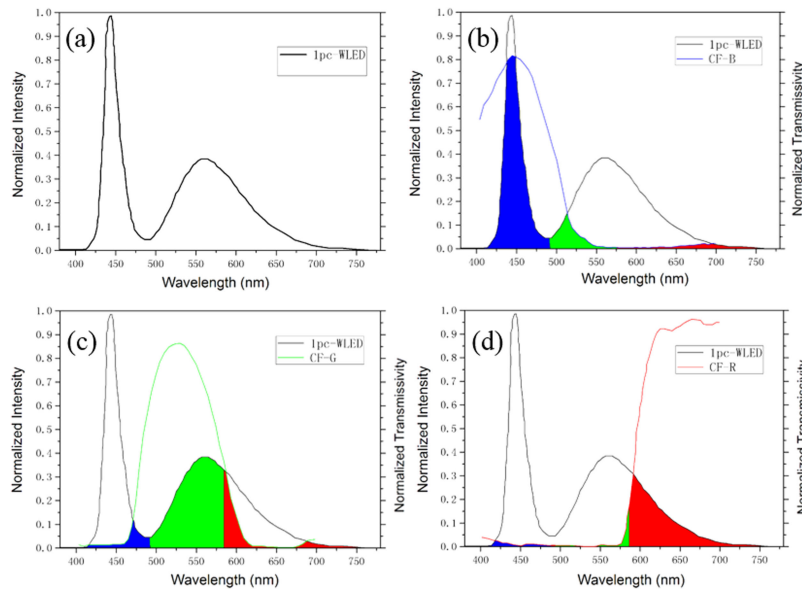 (a)
1pc-WLED
Normalized Intensity
1.0
0.9
0.8
0.7
0.6
0.5
0.4
0.3
0.2
0.1
0.0
400 450 500 550 600 650 700 750
Wavelength (nm)
(b)
1pc-WLED
CF-B
Normalized Intensity
Normalized Transmissivity
1.0
0.9
0.8
0.7
0.6
0.5
0.4
0.3
0.2
0.1
0.0
400 450 500 550 600 650 700 750
Wavelength (nm)
(c)
1pc-WLED
CF-G
Normalized Intensity
Normalized Transmissivity
1.0
0.9
0.8
0.7
0.6
0.5
0.4
0.3
0.2
0.1
0.0
400 450 500 550 600 650 700 750
Wavelength (nm)
(d)
1pc-WLED
CF-R
Normalized Intensity
Normalized Transmissivity
1.0
0.9
0.8
0.7
0.6
0.5
0.4
0.3
0.2
0.1
0.0
400 450 500 550 600 650 700 750
Wavelength (nm)